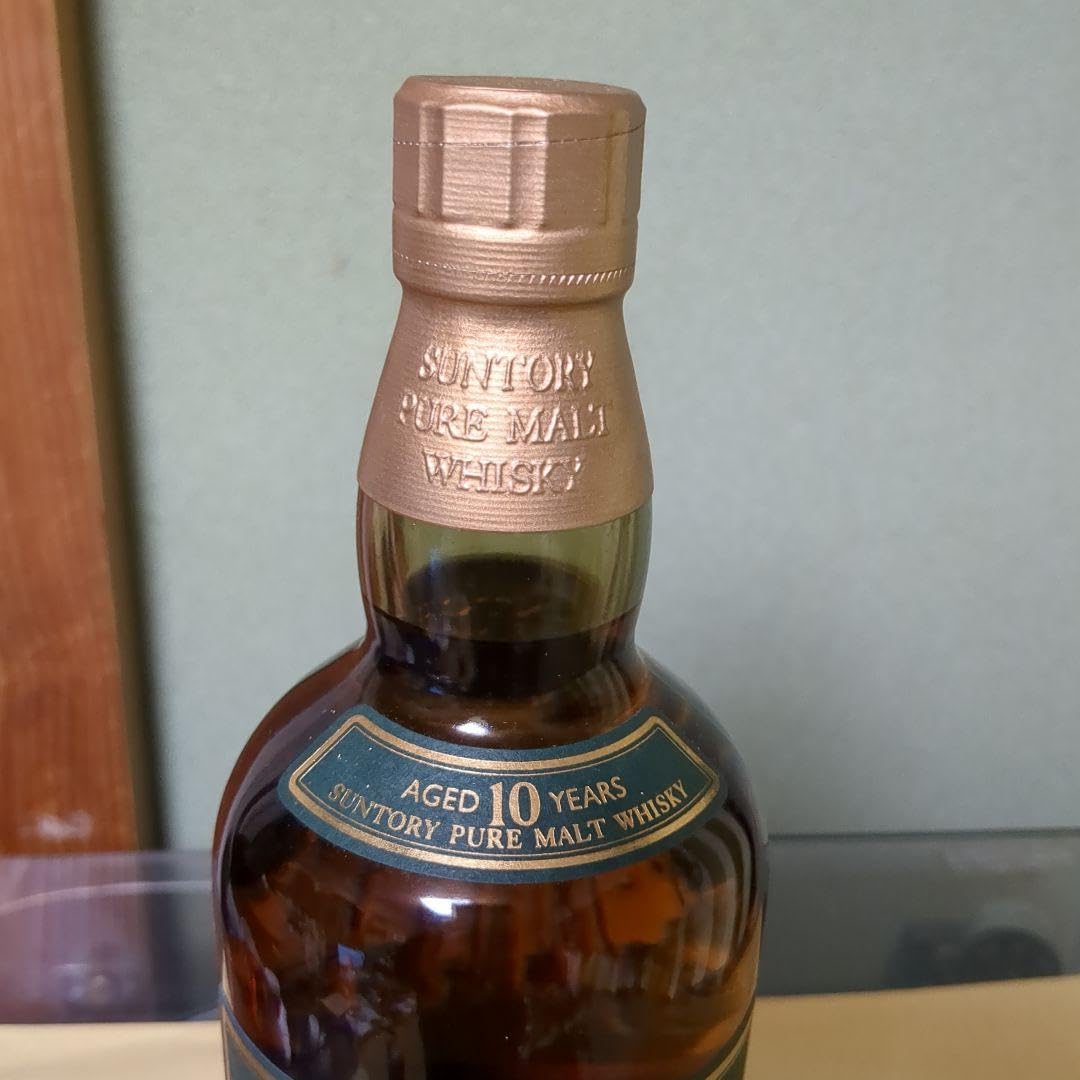 SUNTORY
PURE MALT
WHISKY
AGED 10 YEARS
SUNTORY PURE MALT WHISKY